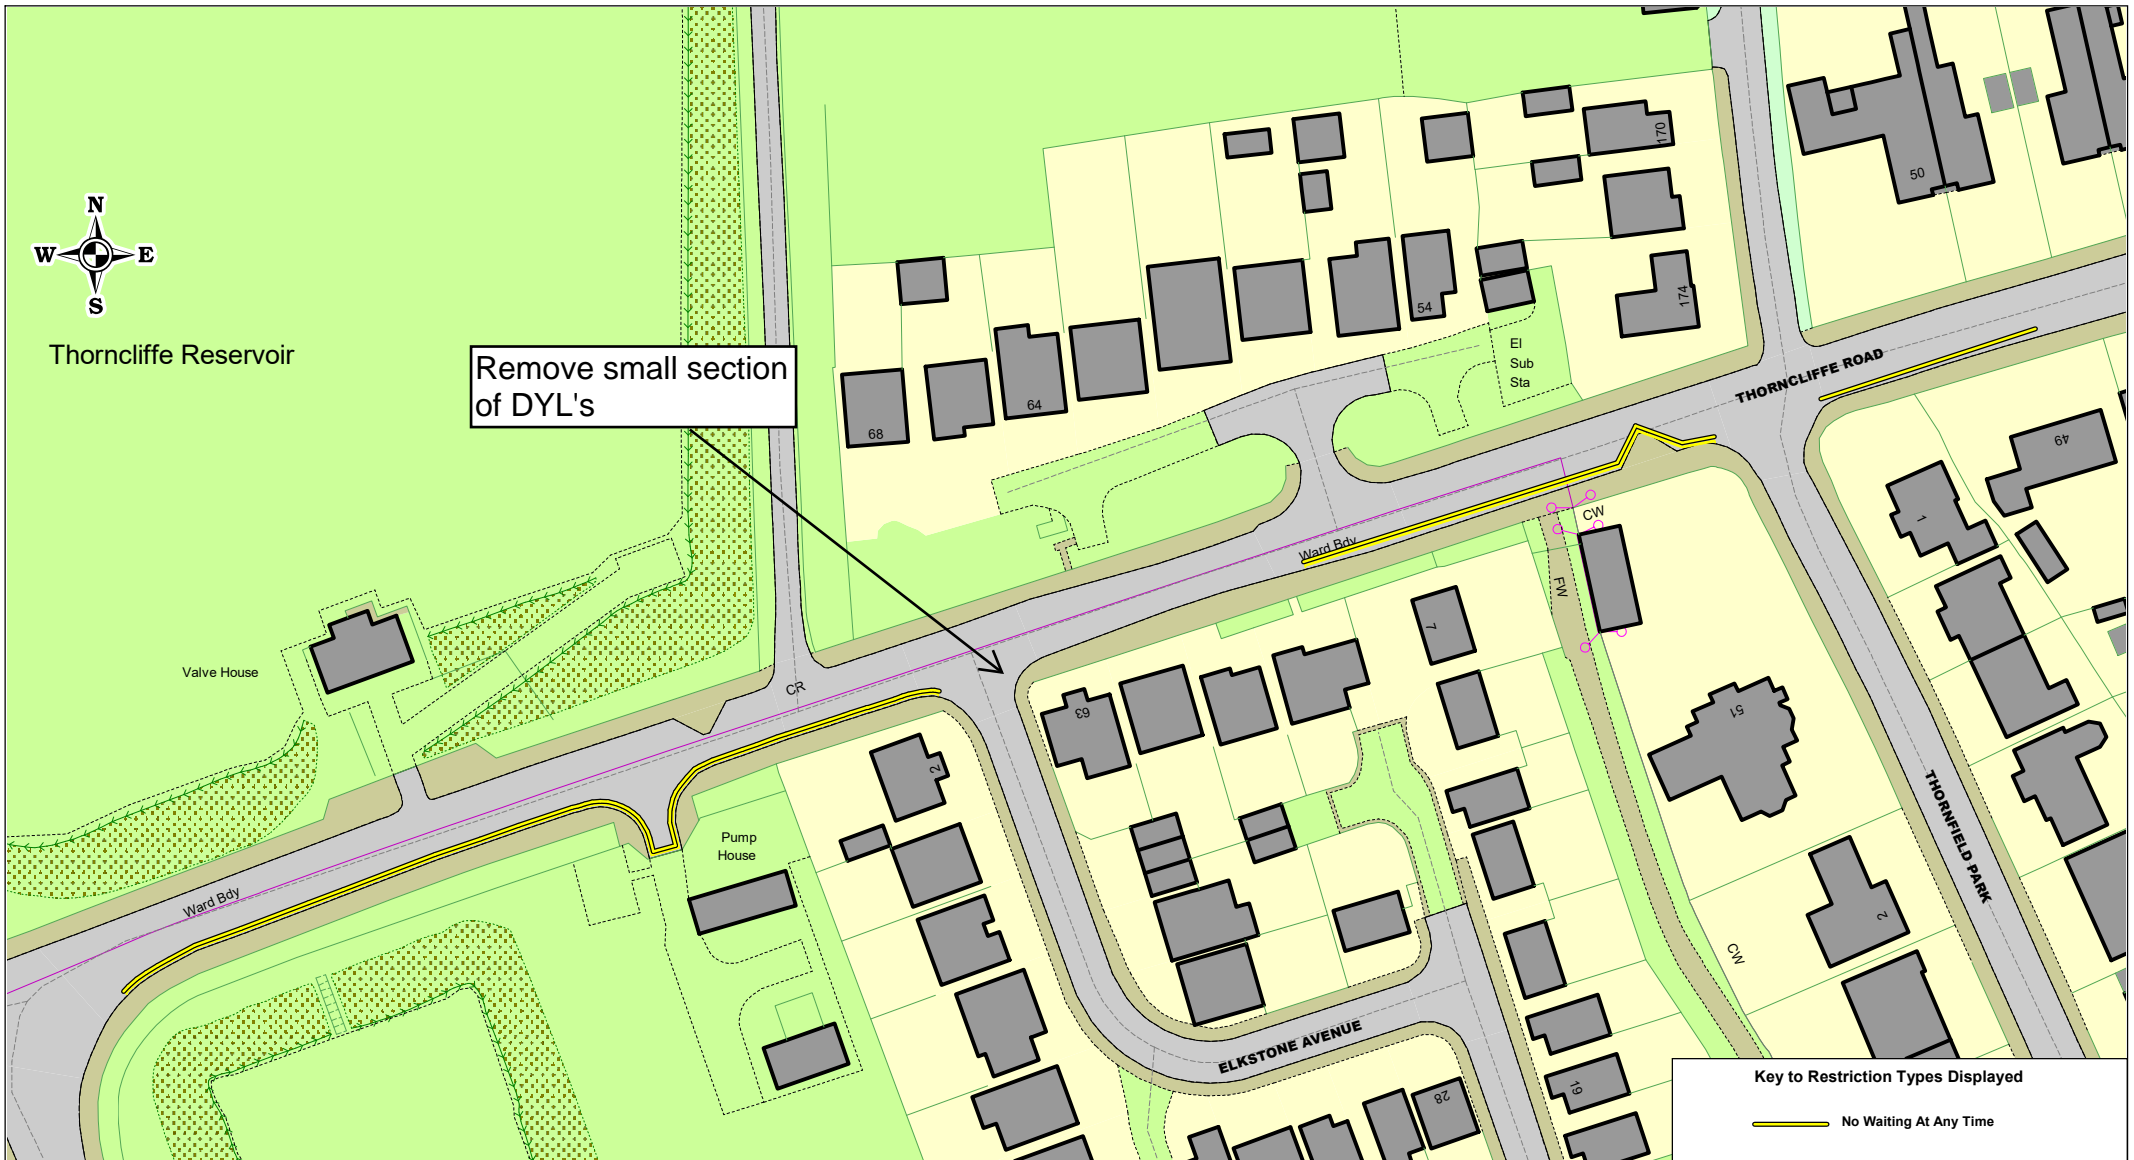 N
W E
S
Thorncliffe Reservoir
Remove small section
of DYL's
170
50
174
54
El
Sub
Sta
64
68
THORNCLIFFE ROAD
49
1
CW
Ward Bdy
FW
7
Valve House
CR
63
51
2
Pump
House
THORNFIELD PARK
Ward Bdy
2
CW
ELKSTONE AVENUE
19
28
Key to Restriction Types Displayed
No Waiting At Any Time